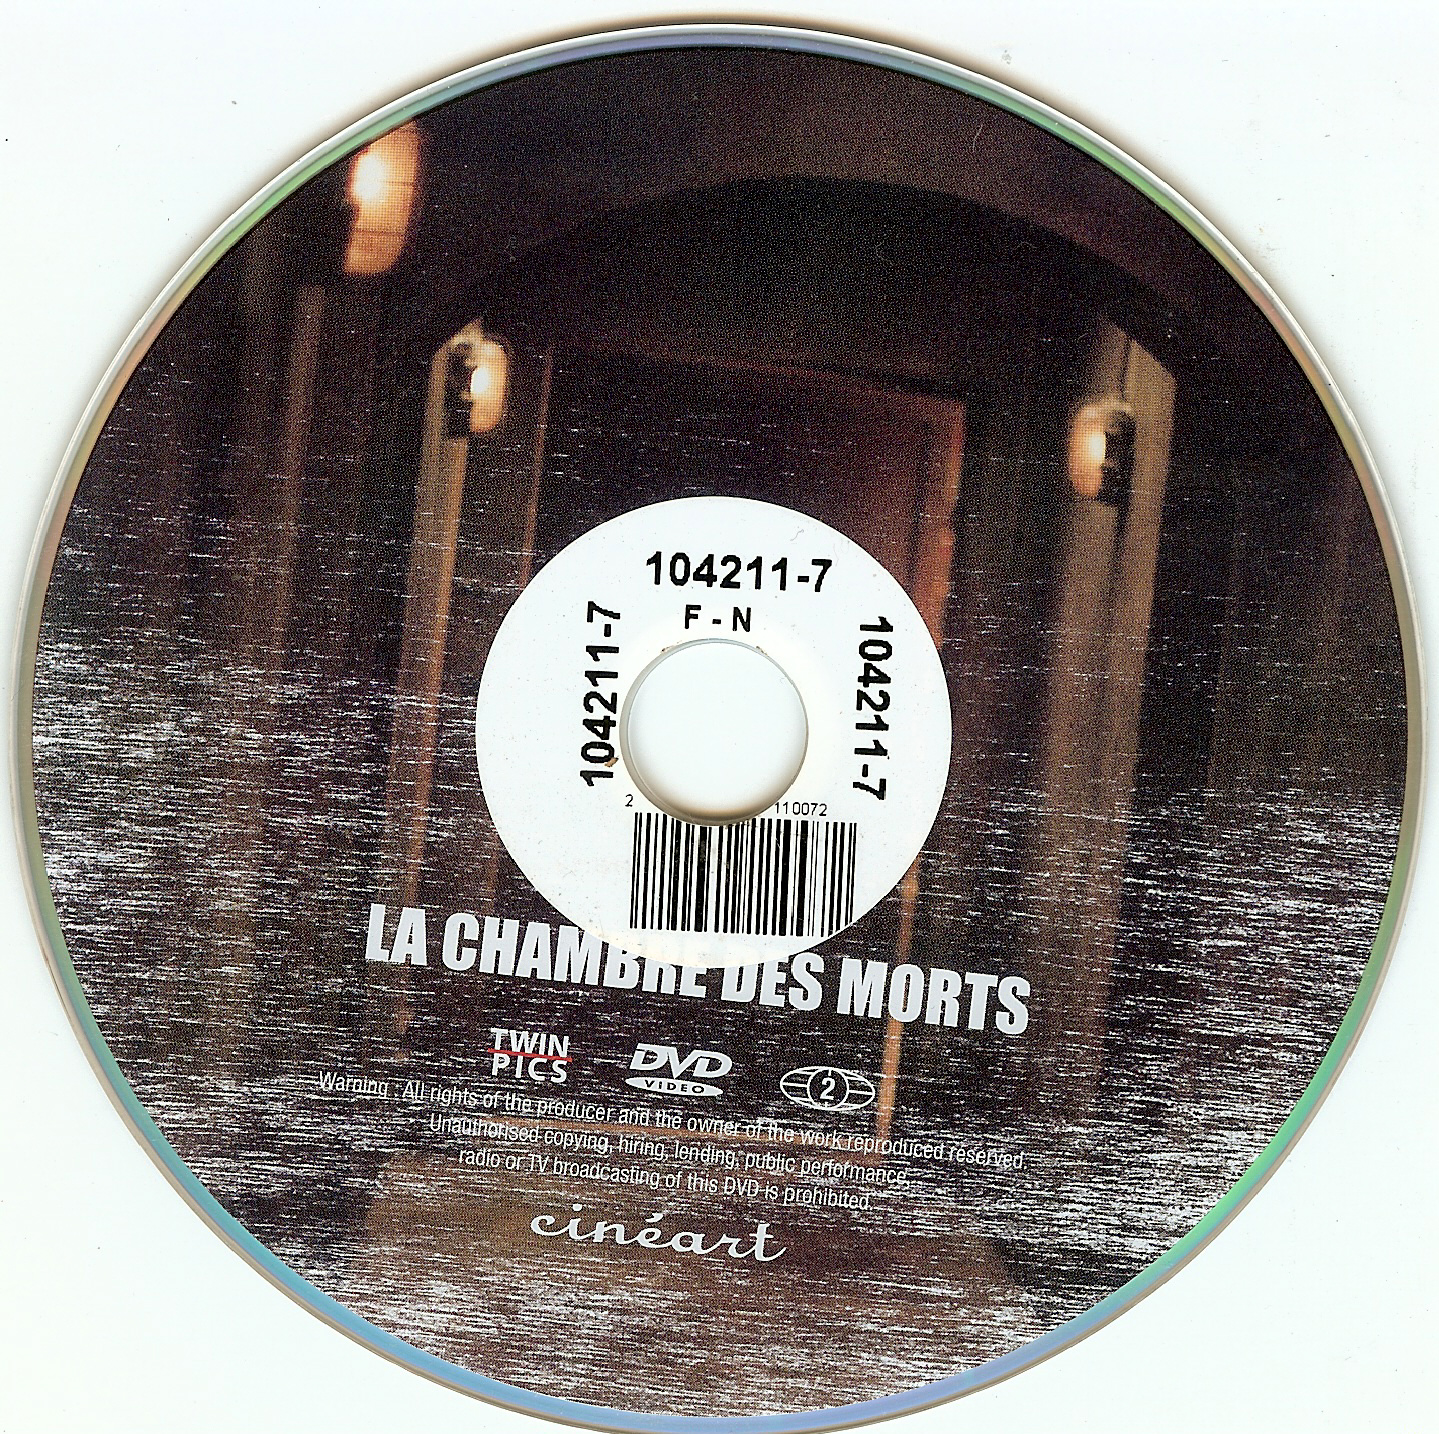 104211-7
F - N
104211-7
104211-7
2 110072
LA CHAMBRE DES MORTS
TWIN
PICS
DVD
VIDEO
2
Warning : All rights of the producer and the owner of the work reproduced reserved.
Unauthorised copying, hiring, lending, public performance,
radio or TV broadcasting of this DVD is prohibited.
cinéart